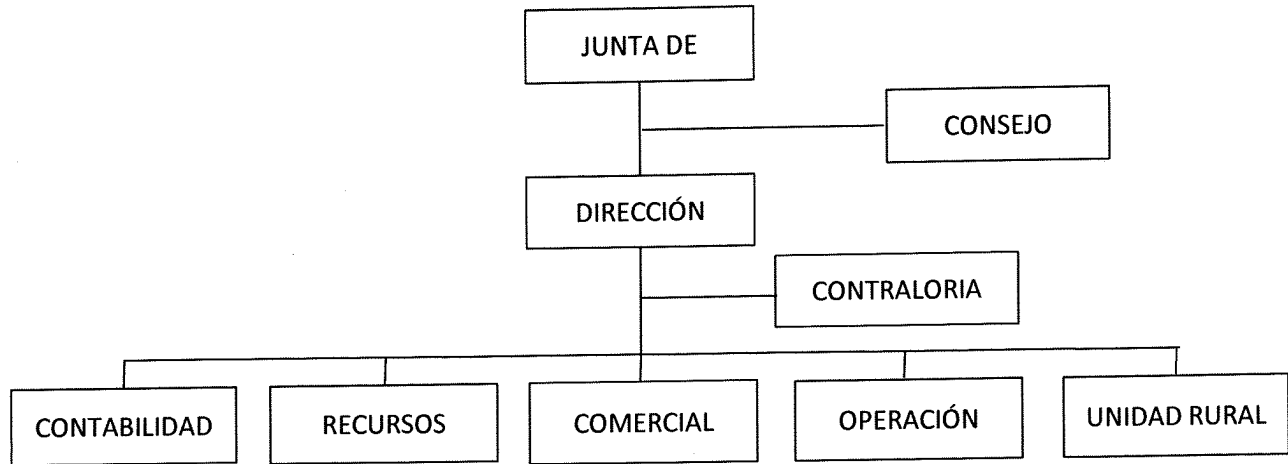 JUNTA DE
CONSEJO
DIRECCIÓN
CONTRALORIA
CONTABILIDAD
RECURSOS
COMERCIAL
OPERACIÓN
UNIDAD RURAL